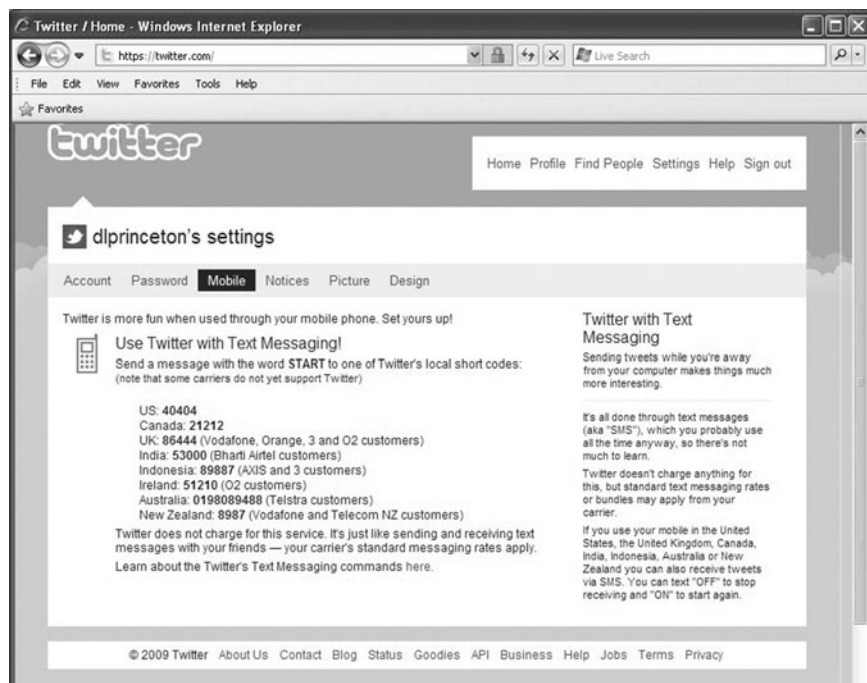 Twitter / Home - Windows Internet Explorer
https://twitter.com/
Live Search
File Edit View Favorites Tools Help
Favorites
twitter
Home Profile Find People Settings Help Sign out
dlprinceton's settings
Account Password Mobile Notices Picture Design
Twitter is more fun when used through your mobile phone. Set yours up!
Use Twitter with Text Messaging!
Send a message with the word START to one of Twitter's local short codes:
(note that some carriers do not yet support Twitter)
US: 40404
Canada: 21212
UK: 86444 (Vodafone, Orange, 3 and O2 customers)
India: 53000 (Bharti Airtel customers)
Indonesia: 89887 (AXIS and 3 customers)
Ireland: 51210 (O2 customers)
Australia: 0198089488 (Telstra customers)
New Zealand: 8987 (Vodafone and Telecom NZ customers)
Twitter does not charge for this service. It's just like sending and receiving text
messages with your friends — your carrier's standard messaging rates apply.
Learn about the Twitter's Text Messaging commands here.
Twitter with Text
Messaging
Sending tweets while you're away
from your computer makes things much
more interesting.
It's all done through text messages
(aka "SMS"), which you probably use
all the time anyway, so there's not
much to learn.
Twitter doesn't charge anything for
this, but standard text messaging rates
or bundles may apply from your
carrier.
If you use your mobile in the United
States, the United Kingdom, Canada,
India, Indonesia, Australia or New
Zealand you can also receive tweets
via SMS. You can text "OFF" to stop
receiving and "ON" to start again.
© 2009 Twitter About Us Contact Blog Status Goodies API Business Help Jobs Terms Privacy